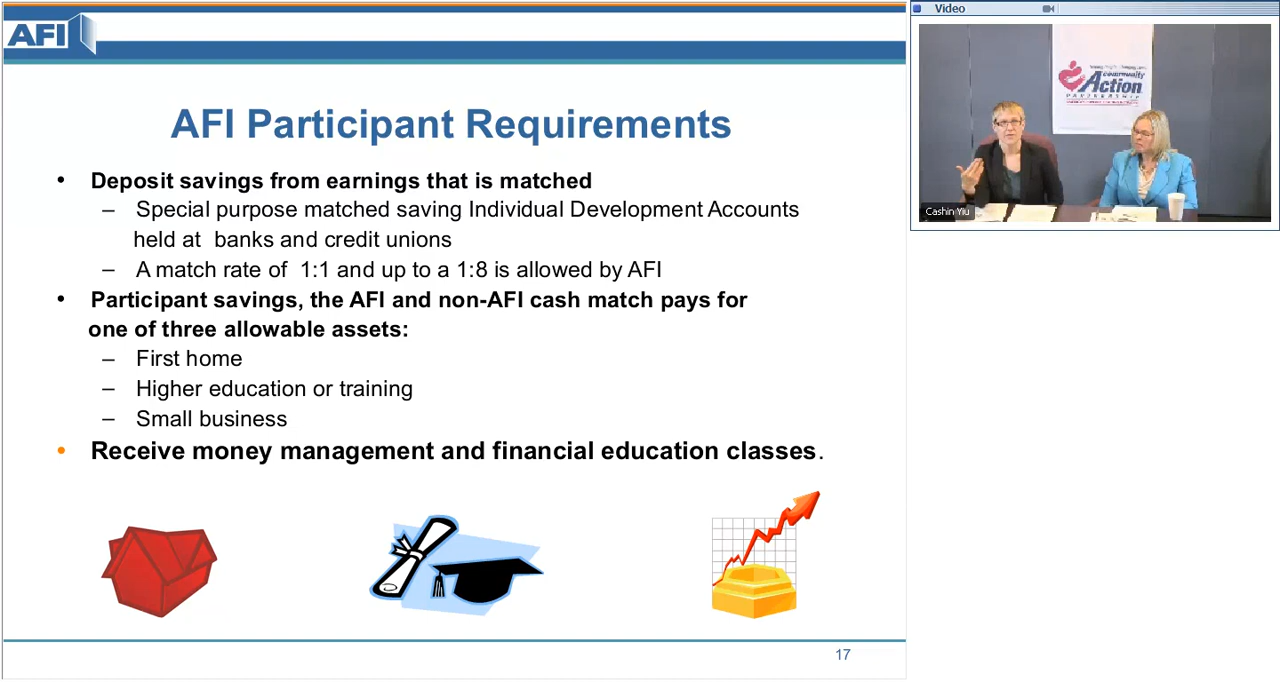 AFI
AFI Participant Requirements
• Deposit savings from earnings that is matched
– Special purpose matched saving Individual Development Accounts
held at banks and credit unions
– A match rate of 1:1 and up to a 1:8 is allowed by AFI
• Participant savings, the AFI and non-AFI cash match pays for
one of three allowable assets:
– First home
– Higher education or training
– Small business
• Receive money management and financial education classes.
17
Video
community
Action
PARTNERSHIP
Cashin Yiu